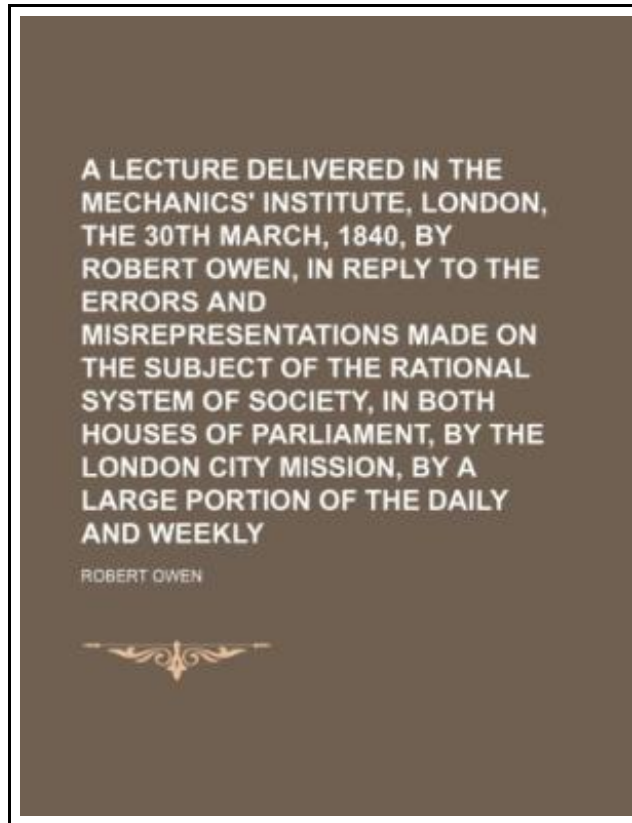 A LECTURE DELIVERED IN THE
MECHANICS' INSTITUTE, LONDON,
THE 30TH MARCH, 1840, BY
ROBERT OWEN, IN REPLY TO THE
ERRORS AND
MISREPRESENTATIONS MADE ON
THE SUBJECT OF THE RATIONAL
SYSTEM OF SOCIETY, IN BOTH
HOUSES OF PARLIAMENT, BY THE
LONDON CITY MISSION, BY A
LARGE PORTION OF THE DAILY
AND WEEKLY
ROBERT OWEN